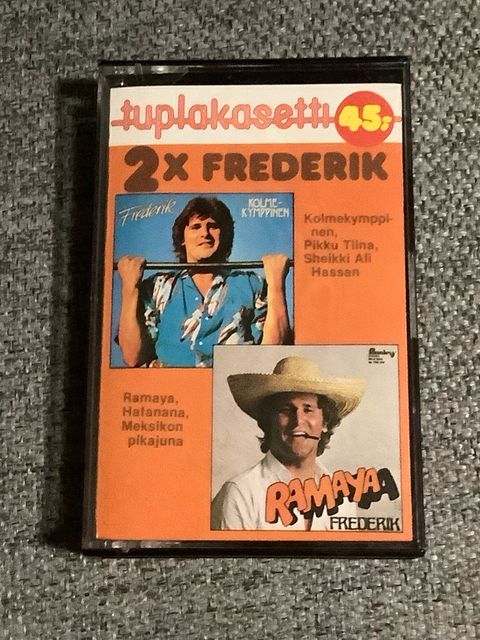 tuplakasetti 45:-
2X FREDERIK
Frederik
KOLME-
KYMPPINEN
Kolmekymppi-
nen,
Pikku Tiina,
Sheikki Ali
Hassan
Ramaya,
Hafanana,
Meksikon
pikajuna
RAMAYAA
FREDERIK